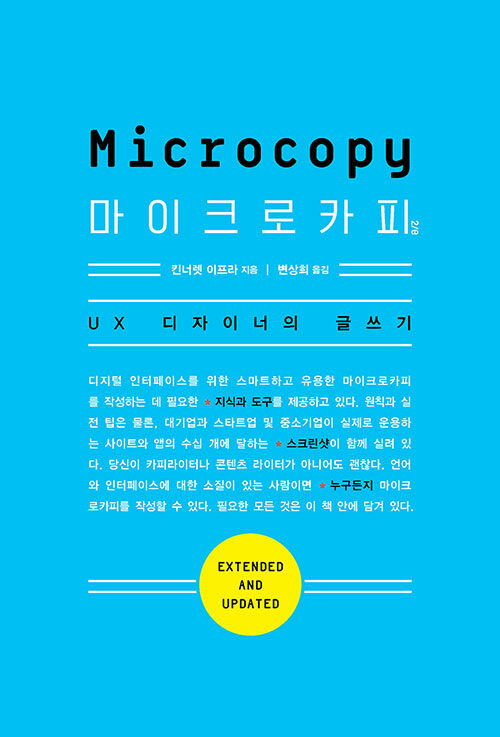 Microcopy
마이크로카피 2/e
킨너렛 이프라 지음 | 변상희 옮김
UX 디자이너의 글쓰기
디지털 인터페이스를 위한 스마트하고 유용한 마이크로카피
를 작성하는 데 필요한 * 지식과 도구를 제공하고 있다. 원칙과 실
전 팁은 물론, 대기업과 스타트업 및 중소기업이 실제로 운용하
는 사이트와 앱의 수십 개에 달하는 * 스크린샷이 함께 실려 있
다. 당신이 카피라이터나 콘텐츠 라이터가 아니어도 괜찮다. 언어
와 인터페이스에 대한 소질이 있는 사람이면 * 누구든지 마이크
로카피를 작성할 수 있다. 필요한 모든 것은 이 책 안에 담겨 있다.
EXTENDED
AND
UPDATED